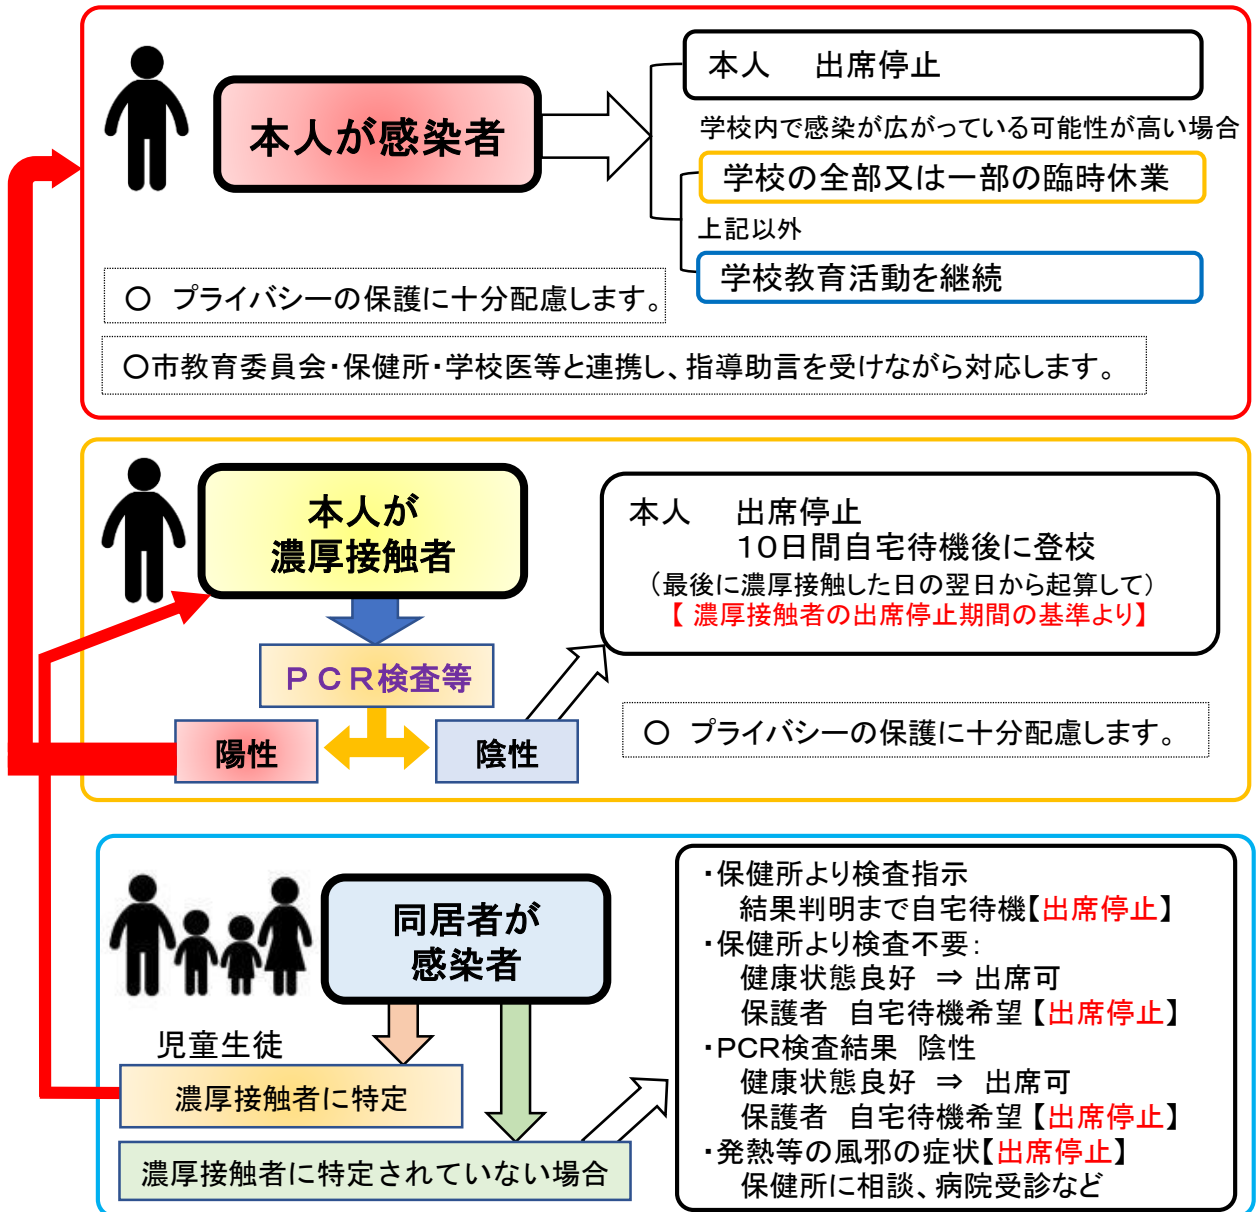 本人が感染者
本人　出席停止
学校内で感染が広がっている可能性が高い場合
学校の全部又は一部の臨時休業
上記以外
学校教育活動を継続
〇　プライバシーの保護に十分配慮します。
〇市教育委員会・保健所・学校医等と連携し、指導助言を受けながら対応します。
本人が
濃厚接触者
本人　出席停止
１０日間自宅待機後に登校
（最後に濃厚接触した日の翌日から起算して）
【 濃厚接触者の出席停止期間の基準より】
ＰＣＲ検査等
陽性
陰性
〇　プライバシーの保護に十分配慮します。
同居者が
感染者
児童生徒
濃厚接触者に特定
濃厚接触者に特定されていない場合
・保健所より検査指示
結果判明まで自宅待機【出席停止】
・保健所より検査不要：
健康状態良好　⇒ 出席可
保護者　自宅待機希望【出席停止】
・PCR検査結果　陰性
健康状態良好　⇒　出席可
保護者　自宅待機希望【出席停止】
・発熱等の風邪の症状【出席停止】
保健所に相談、病院受診など